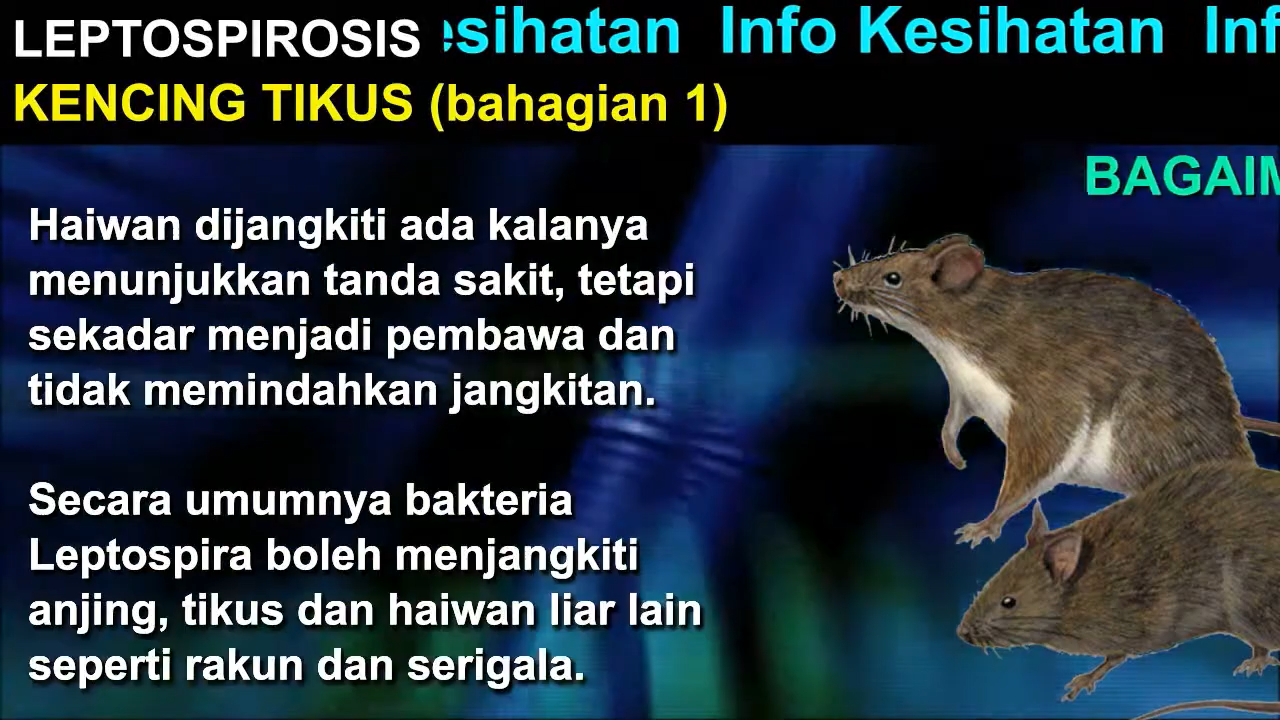 LEPTOSPIROSIS
Info Kesihatan
KENCING TIKUS (bahagian 1)
Haiwan dijangkiti ada kalanya
menunjukkan tanda sakit, tetapi
sekadar menjadi pembawa dan
tidak memindahkan jangkitan.
Secara umumnya bakteria
Leptospira boleh menjangkiti
anjing, tikus dan haiwan liar lain
seperti rakun dan serigala.